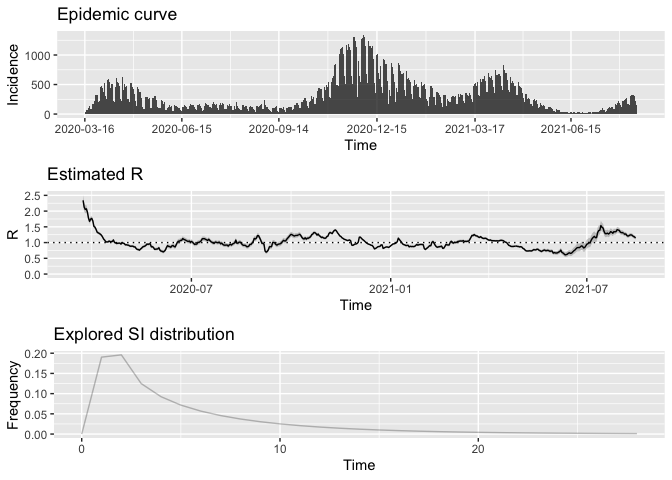 Epidemic curve
Incidence
1000
500
0
2020-03-16 2020-06-15 2020-09-14 2020-12-15 2021-03-17 2021-06-15
Time
Estimated R
R
2.5
2.0
1.5
1.0
0.5
0.0
2020-07 2021-01 2021-07
Time
Explored SI distribution
Frequency
0.20
0.15
0.10
0.05
0.00
0 10 20
Time